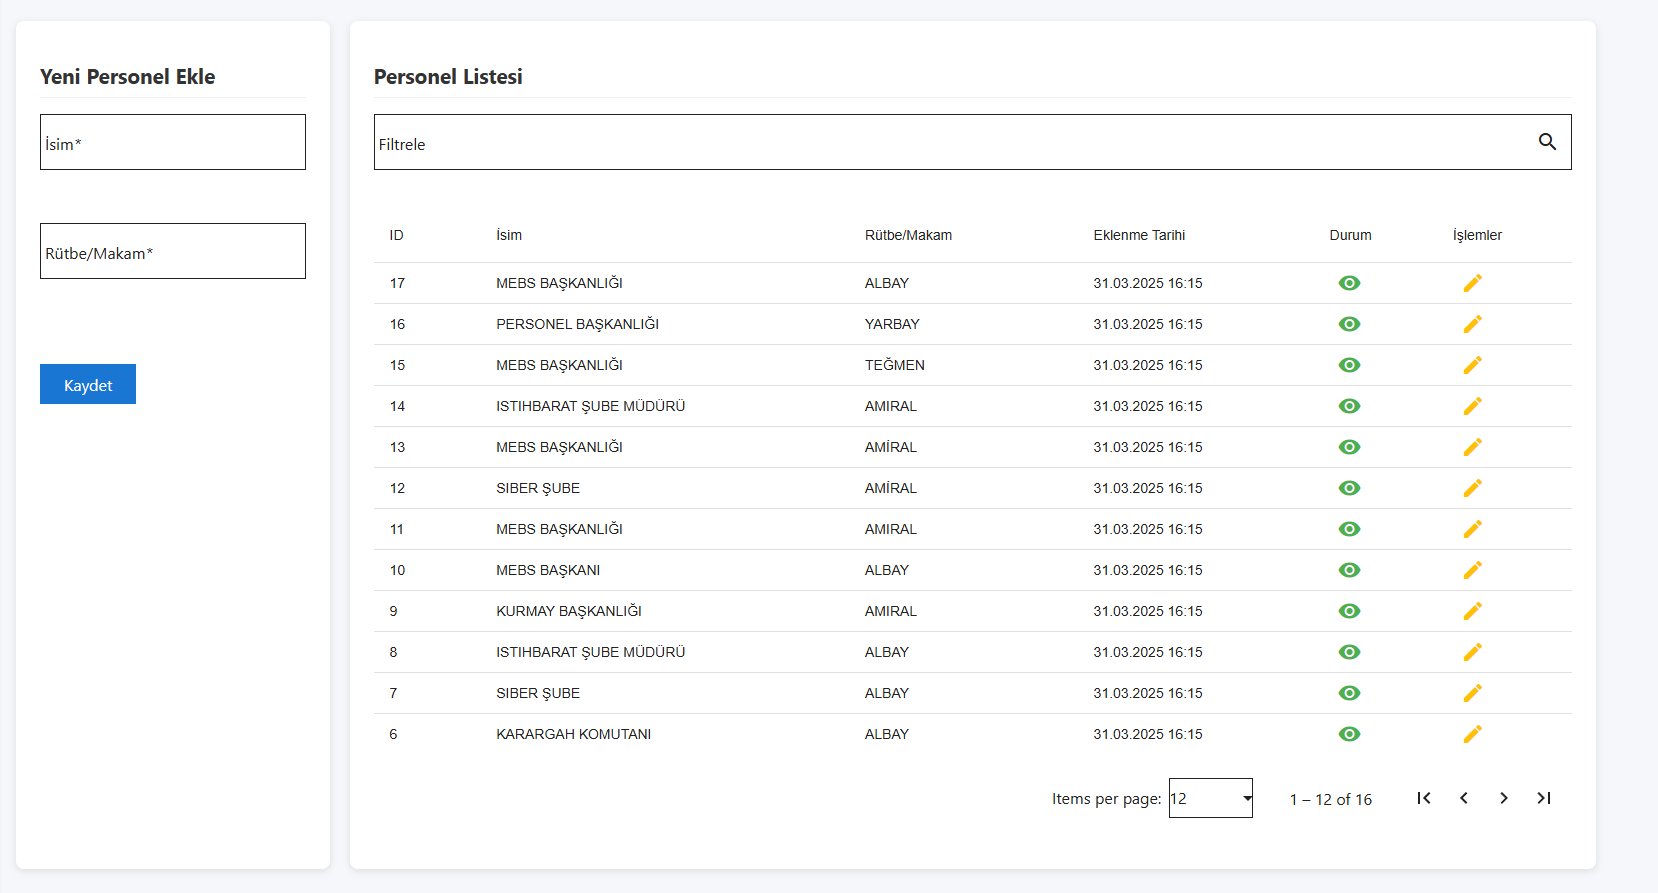 Yeni Personel Ekle
İsim*
Rütbe/Makam*
Kaydet
Personel Listesi
Filtrele
ID İsim Rütbe/Makam Eklenme Tarihi Durum İşlemler
17 MEBS BAŞKANLIĞI ALBAY 31.03.2025 16:15
16 PERSONEL BAŞKANLIĞI YARBAY 31.03.2025 16:15
15 MEBS BAŞKANLIĞI TEĞMEN 31.03.2025 16:15
14 ISTIHBARAT ŞUBE MÜDÜRÜ AMIRAL 31.03.2025 16:15
13 MEBS BAŞKANLIĞI AMİRAL 31.03.2025 16:15
12 SIBER ŞUBE AMİRAL 31.03.2025 16:15
11 MEBS BAŞKANLIĞI AMIRAL 31.03.2025 16:15
10 MEBS BAŞKANI ALBAY 31.03.2025 16:15
9 KURMAY BAŞKANLIĞI AMIRAL 31.03.2025 16:15
8 ISTIHBARAT ŞUBE MÜDÜRÜ ALBAY 31.03.2025 16:15
7 SIBER ŞUBE ALBAY 31.03.2025 16:15
6 KARARGAH KOMUTANI ALBAY 31.03.2025 16:15
Items per page: 12 1 – 12 of 16